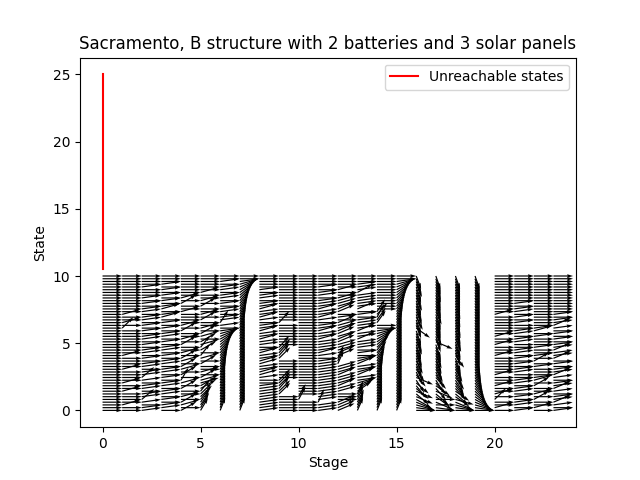 Sacramento, B structure with 2 batteries and 3 solar panels
Unreachable states
25
20
15
10
5
0
State
0 5 10 15 20
Stage